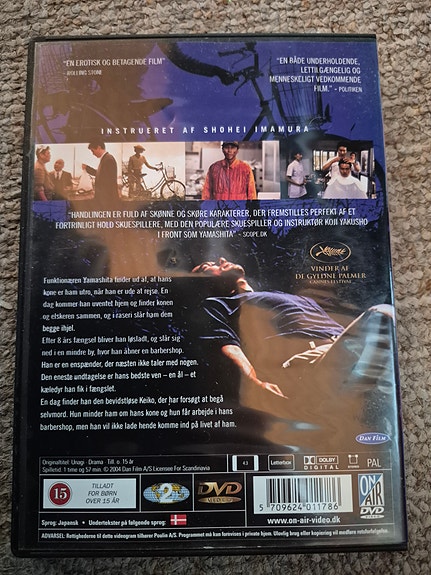 "EN EROTISK OG BETAGENDE FILM"
- ROLLING STONE
"EN BÅDE UNDERHOLDENDE,
LETTILGÆNGELIG OG
MENNESKELIGT VEDKOMMENDE
FILM." - POLITIKEN
INSTRUERET AF SHOHEI IMAMURA
"HANDLINGEN ER FULD AF SKØNNE OG SKØRE KARAKTERER, DER FREMSTILLES PERFEKT AF ET
FORTRINLIGT HOLD SKUESPILLERE, MED DEN POPULÆRE SKUESPILLER OG INSTRUKTØR KOJI YAKUSHO
I FRONT SOM YAMASHITA" - SCOPE.DK
VINDER AF
DE GYLDNE PALMER
CANNES FESTIVAL
Funktionæren Yamashita finder ud af, at hans
kone er ham utro, når han er ude at rejse. En
dag kommer han uventet hjem og finder konen
og elskeren sammen, og i raseri slår ham dem
begge ihjel.
Efter 8 års fængsel bliver han løsladt, og slår sig
ned i en mindre by, hvor han åbner en barbershop.
Han er en enspænder, der næsten ikke taler med nogen.
Den eneste undtagelse er hans bedste ven – en ål – et
kæledyr han fik i fængslet.
En dag finder han den bevidstløse Keiko, der har forsøgt at begå
selvmord. Hun minder ham om hans kone og hun får arbejde i hans
barbershop, men han vil ikke lade hende komme ind på livet af ham.
DAN FILM
Originaltitel: Unagi · Drama · Till. o. 15 år
Spilletid: 1 time og 57 min. © 2004 Dan Film A/S Licensee For Scandinavia
4:3
Letterbox
DOLBY
DIGITAL
PAL
15
TILLADT
FOR BØRN
OVER 15 ÅR
2
DVD
VIDEO
5 709624 011786
ON
AIR
DVD
Sprog: Japansk • Undertekster på følgende sprog:
www.on-air-video.dk
ADVARSEL: Rettighederne til dette videogram tilhører Paulin A/S. Programmet må kun forevises i private hjem. Ulovlig brug eller kopiering vil medføre retsforfølgelse.